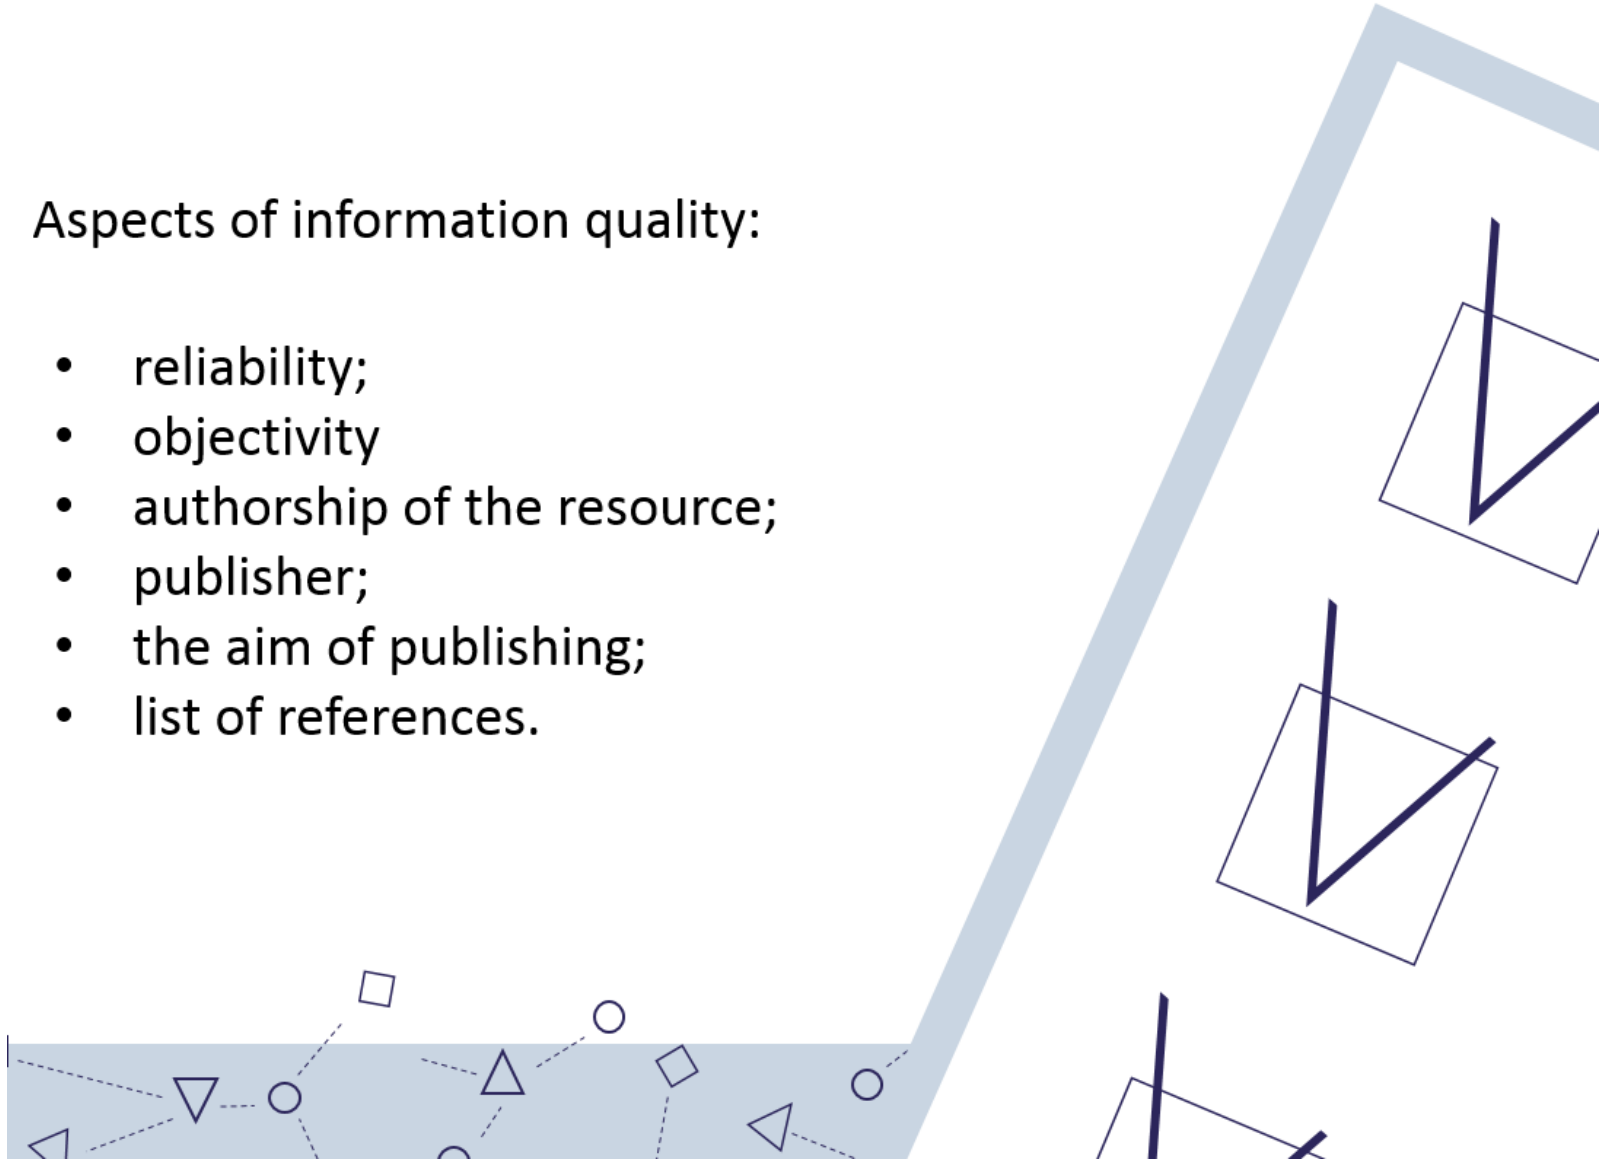 Aspects of information quality:
• reliability;
• objectivity
• authorship of the resource;
• publisher;
• the aim of publishing;
• list of references.